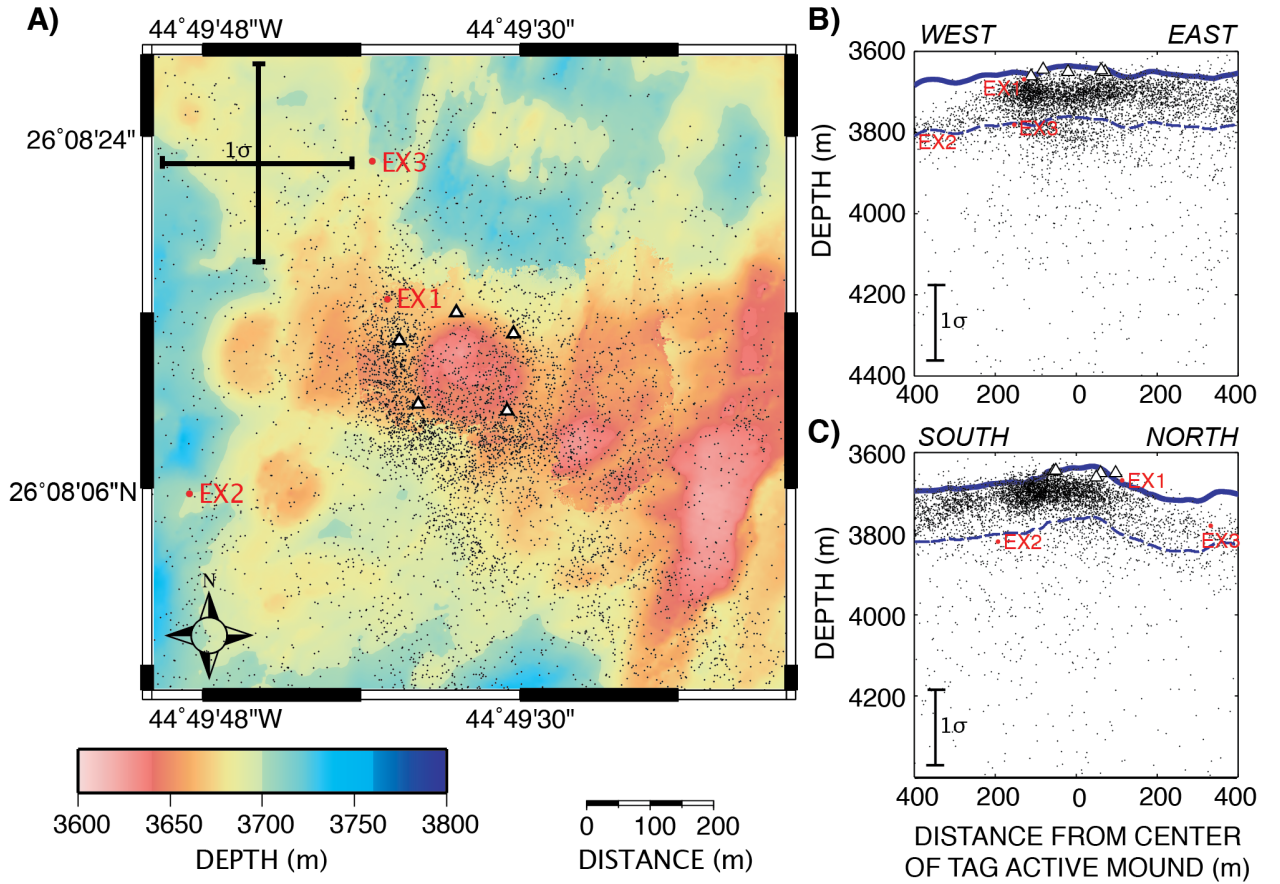 A)
44°49'48"W
44°49'30"
26°08'24"
1σ
EX3
EX1
EX2
26°08'06"N
N
44°49'48"W
44°49'30"
3600
3650
3700
3750
3800
DEPTH (m)
0
100
200
DISTANCE (m)
B)
WEST
EAST
3600
3800
4000
4200
4400
DEPTH (m)
EX1
EX2
EX3
1σ
400
200
0
200
400
C)
SOUTH
NORTH
3600
3800
4000
4200
DEPTH (m)
EX1
EX2
EX3
1σ
400
200
0
200
400
DISTANCE FROM CENTER
OF TAG ACTIVE MOUND (m)